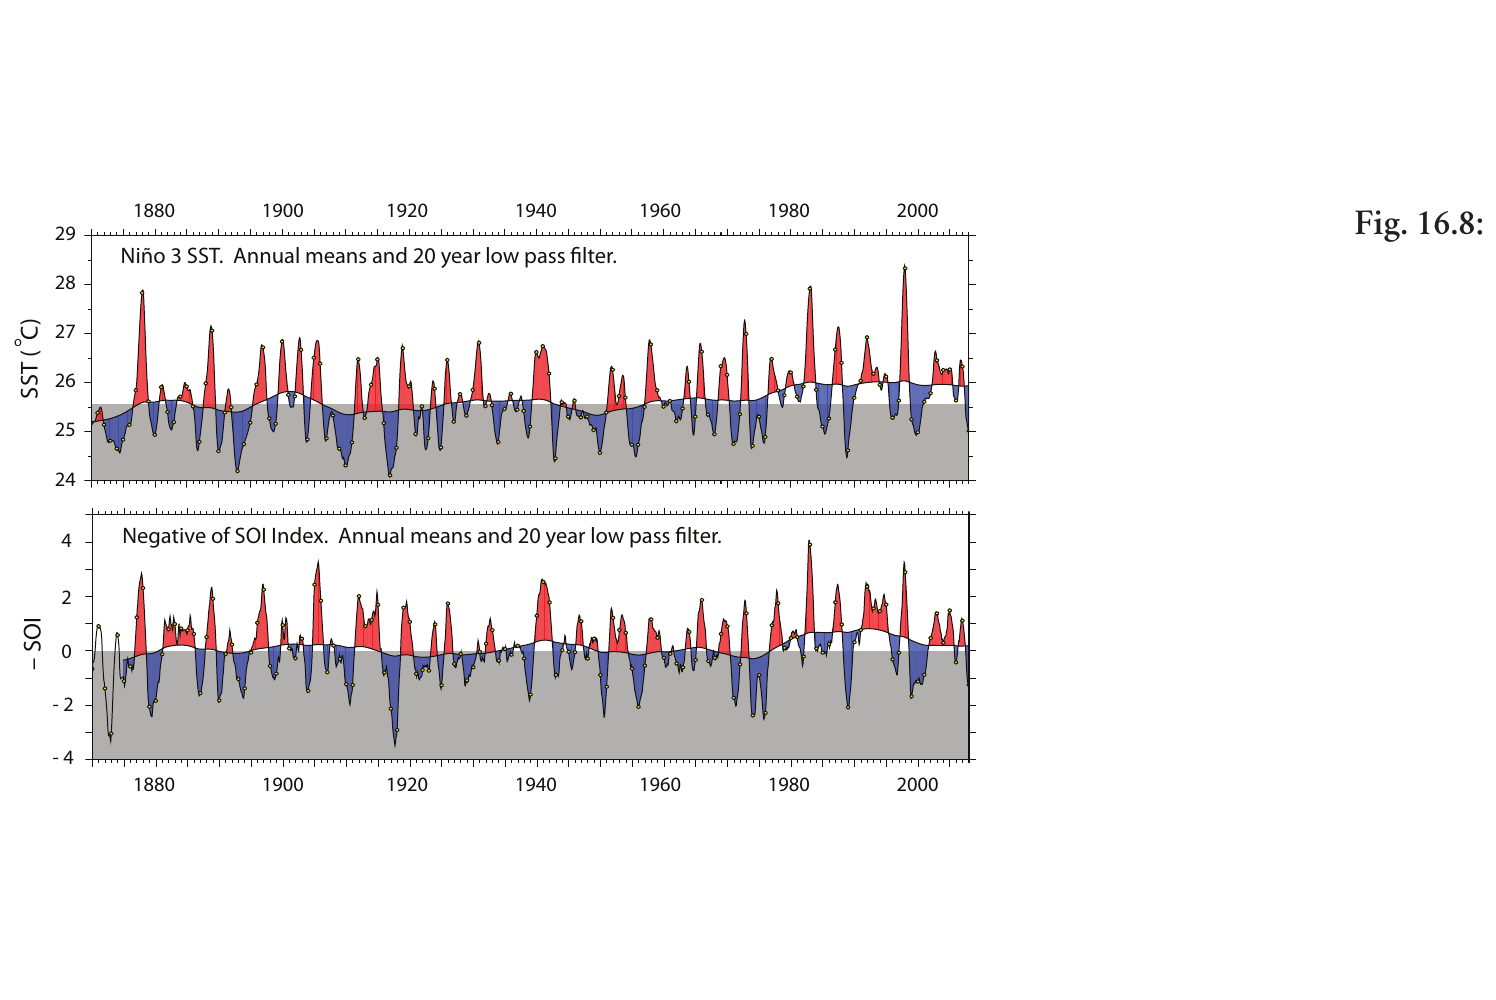 1880 1900 1920 1940 1960 1980 2000
Fig. 16.8:
29
Niño 3 SST. Annual means and 20 year low pass filter.
28
27
26
25
24
SST (°C)
Negative of SOI Index. Annual means and 20 year low pass filter.
4
2
0
- 2
- 4
– SOI
1880 1900 1920 1940 1960 1980 2000